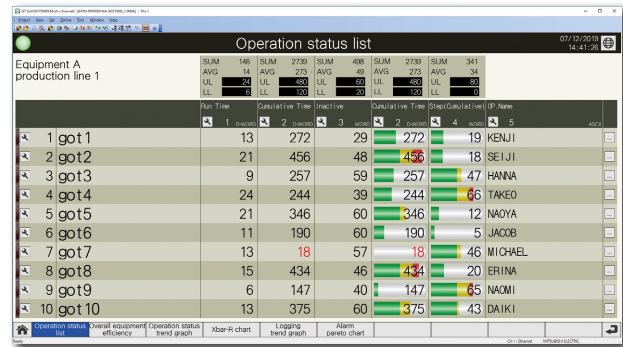 Operation status list
07/12/2019
14:41:26
Equipment A
production line 1
SUM 146 SUM 2739 SUM 498 SUM 2739 SUM 341
AVG 14 AVG 273 AVG 49 AVG 273 AVG 34
UL 24 UL 480 UL 60 UL 480 UL 80
LL 6 LL 120 LL 20 LL 120 LL 0
Run Time Cumulative Time Inactive Cumulative Time Step(Cumulative) OP.Name
1 D-WORD 2 D-WORD 3 WORD 2 D-WORD 4 WORD 5 ASCII
1 got1 13 272 29 272 19 KENJI ...
2 got2 21 456 48 456 18 SEIJI ...
3 got3 9 257 59 257 47 HANNA ...
4 got4 24 244 39 244 66 TAKEO ...
5 got5 21 346 60 346 12 NAOYA ...
6 got6 11 190 60 190 5 JACOB ...
7 got7 13 18 57 18 46 MICHAEL ...
8 got8 15 434 46 434 20 ERINA ...
9 got9 6 147 40 147 65 NAOMI ...
10 got10 13 375 60 375 43 DAIKI ...
Operation status list Overall equipment efficiency Operation status trend graph Xbar-R chart Logging trend graph Alarm pareto chart
Ready CH1: Ethernet MITSUBISHI ELECTRIC